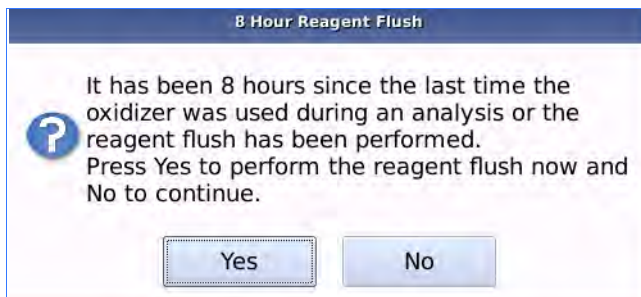 8 Hour Reagent Flush
It has been 8 hours since the last time the
oxidizer was used during an analysis or the
reagent flush has been performed.
Press Yes to perform the reagent flush now and
No to continue.
Yes
No